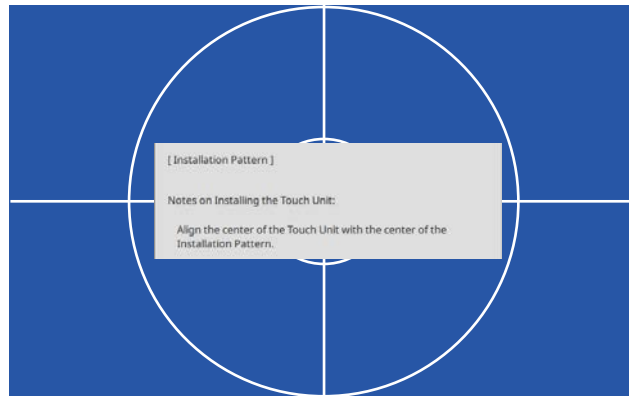 [ Installation Pattern ]
Notes on Installing the Touch Unit:
Align the center of the Touch Unit with the center of the
Installation Pattern.